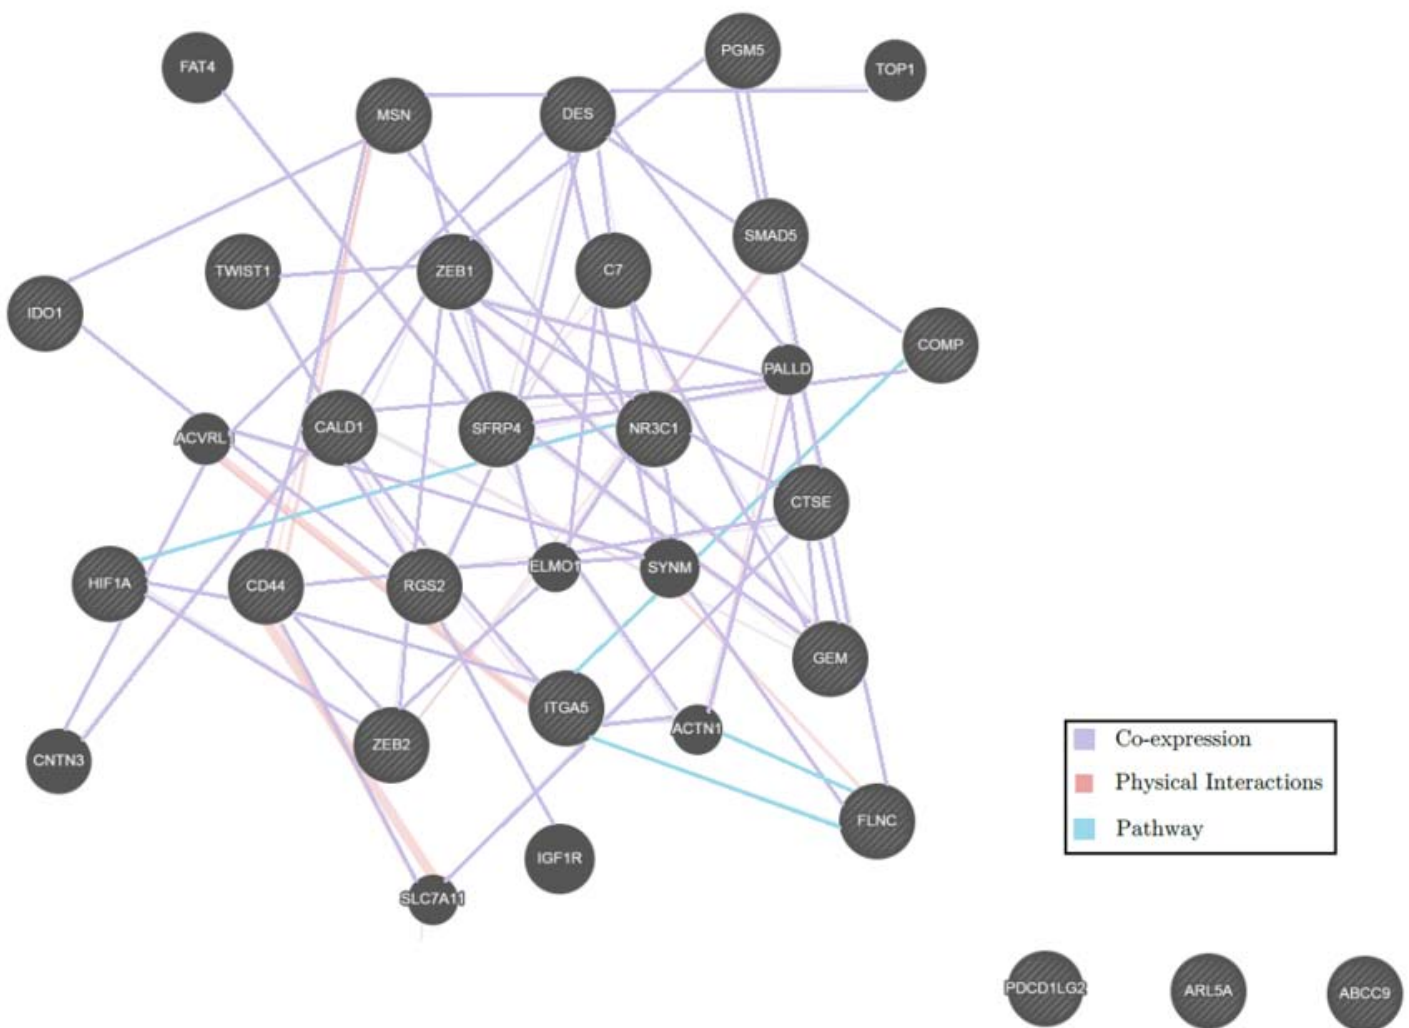 FAT4
PGM5
TOP1
MSN
DES
SMAD5
TWIST1
ZEB1
C7
IDO1
COMP
PALLD
ACVRL
CALD1
SFRP4
NR3C1
CTSE
HIF1A
CD44
RGS2
ELMO1
SYNM
GEM
ITGA5
ACTN1
ZEB2
CNTN3
FLNC
IGF1R
SLC7A11
Co-expression
Physical Interactions
Pathway
PDCD1LG2
ARL5A
ABCC9